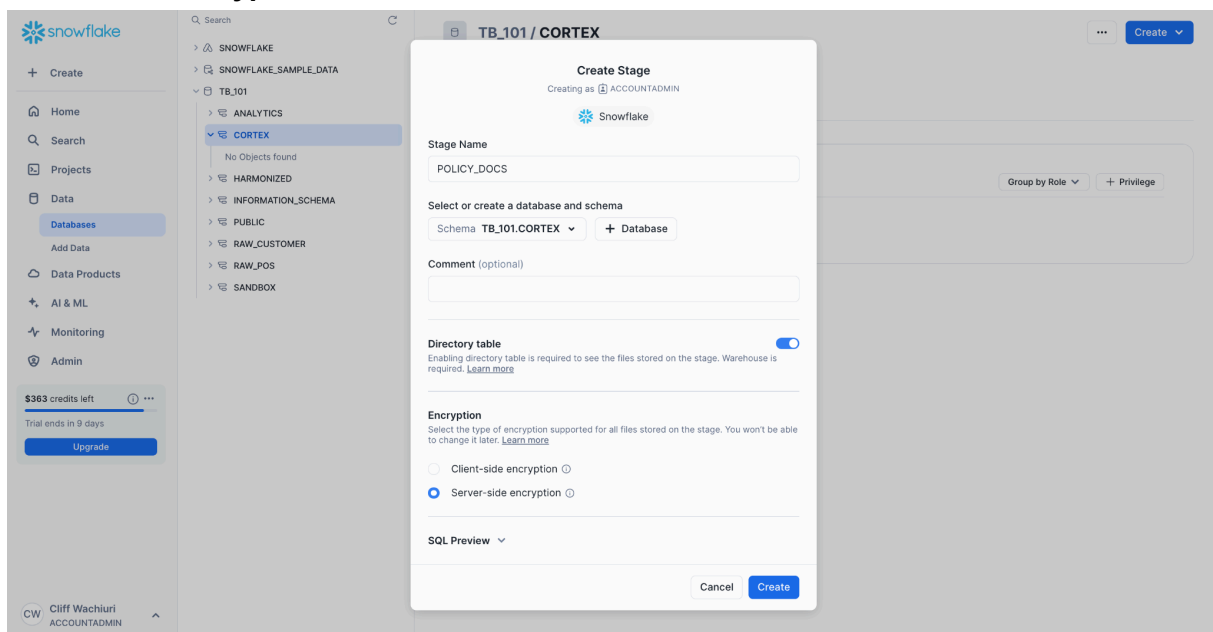 snowflake
+ Create
Home
Search
Projects
Data
Databases
Add Data
Data Products
AI & ML
Monitoring
Admin
$363 credits left
Trial ends in 9 days
Upgrade
CW
Cliff Wachiuri
ACCOUNTADMIN
Search
SNOWFLAKE
SNOWFLAKE_SAMPLE_DATA
TB_101
ANALYTICS
CORTEX
No Objects found
HARMONIZED
INFORMATION_SCHEMA
PUBLIC
RAW_CUSTOMER
RAW_POS
SANDBOX
TB_101 / CORTEX
... Create
Group by Role + Privilege
Create Stage
Creating as ACCOUNTADMIN
Snowflake
Stage Name
POLICY_DOCS
Select or create a database and schema
Schema TB_101.CORTEX + Database
Comment (optional)
Directory table
Enabling directory table is required to see the files stored on the stage. Warehouse is
required. Learn more
Encryption
Select the type of encryption supported for all files stored on the stage. You won't be able
to change it later. Learn more
Client-side encryption
Server-side encryption
SQL Preview
Cancel Create